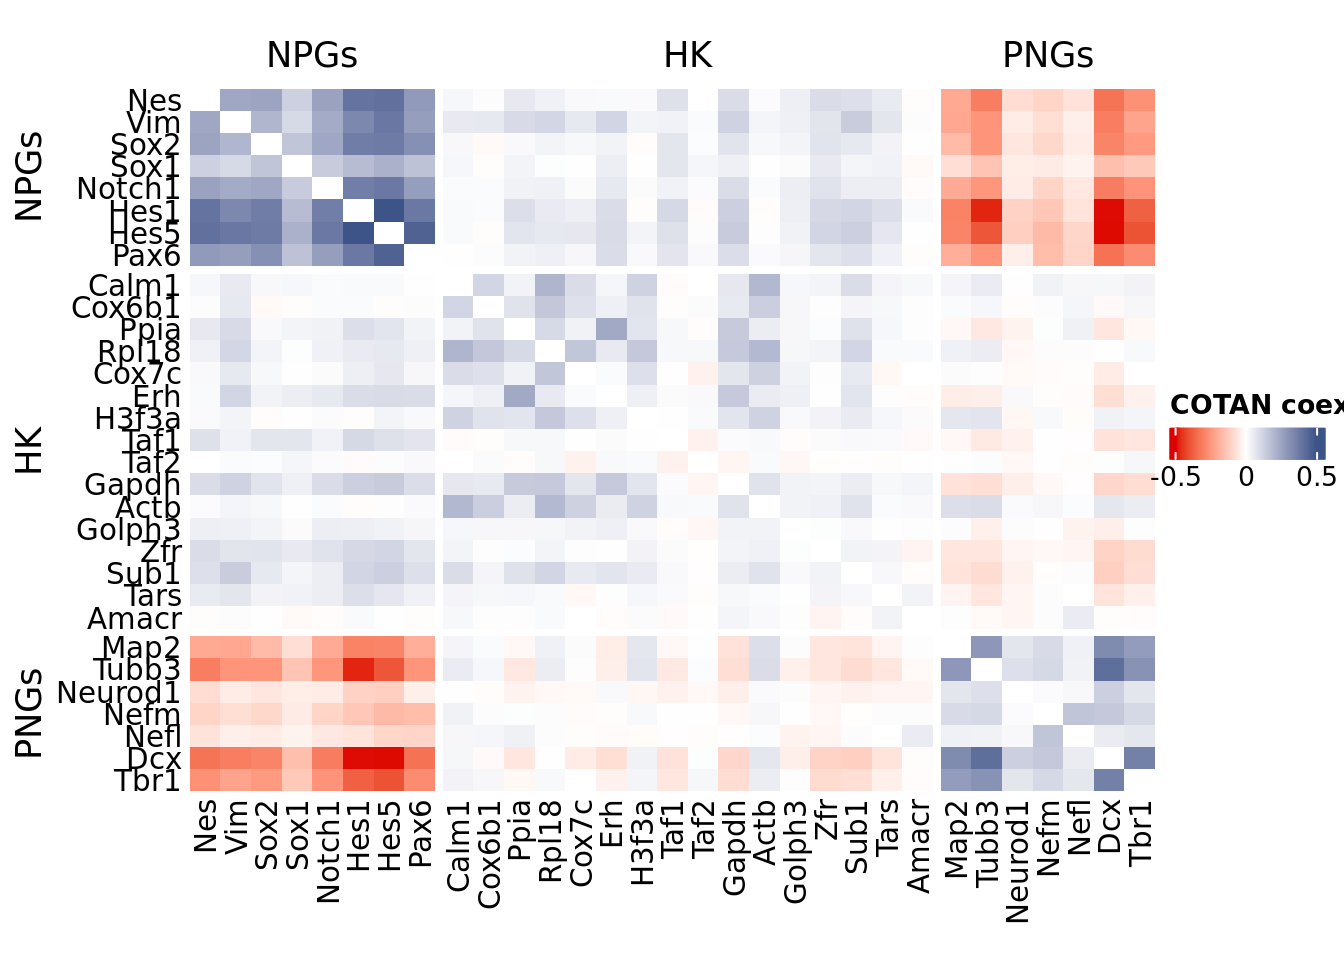 NPGs HK PNGs
NPGs
Nes
Vim
Sox2
Sox1
Notch1
Hes1
Hes5
Pax6
HK
Calm1
Cox6b1
Ppia
Rpl18
Cox7c
Erh
H3f3a
Taf1
Taf2
Gapdh
Actb
Golph3
Zfr
Sub1
Tars
Amacr
PNGs
Map2
Tubb3
Neurod1
Nefm
Nefl
Dcx
Tbr1
COTAN coex
-0.5 0 0.5
Nes Vim Sox2 Sox1 Notch1 Hes1 Hes5 Pax6 Calm1 Cox6b1 Ppia Rpl18 Cox7c Erh H3f3a Taf1 Taf2 Gapdh Actb Golph3 Zfr Sub1 Tars Amacr Map2 Tubb3 Neurod1 Nefm Nefl Dcx Tbr1